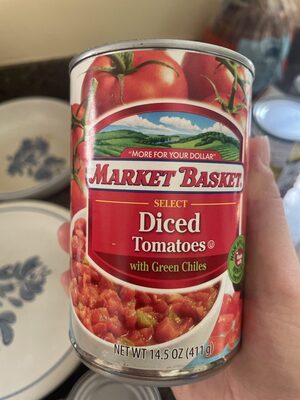 "MORE FOR YOUR DOLLAR"
MARKET BASKET
SELECT
Diced
Tomatoes
with Green Chiles
NET WT 14.5 OZ (411g)